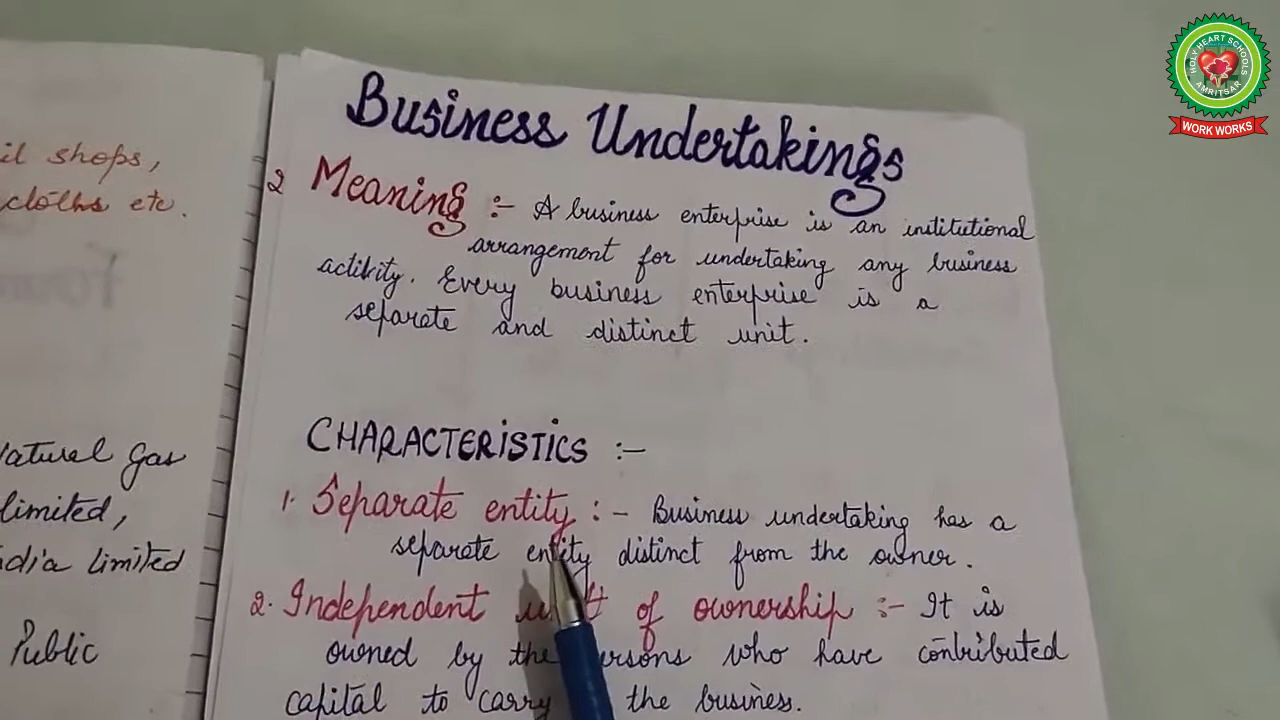 il shops,
cloths etc.
Natural Gas
limited,
ndia limited
Public
Business Undertakings
2 Meaning :- A business enterprise is an institutional
arrangement for undertaking any business
activity. Every business enterprise is a
separate and distinct unit.
CHARACTERISTICS :-
1. Separate entity :- Business undertaking has a
separate entity distinct from the owner.
2. Independent unit of ownership :- It is
owned by the persons who have contributed
capital to carry the business.
HOLY HEART SCHOOLS
AMRITSAR
WORK WORKS